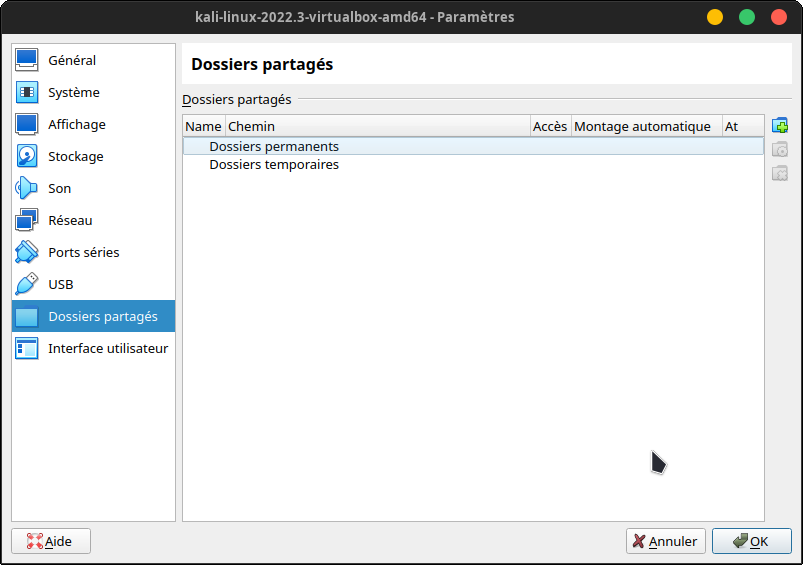 kali-linux-2022.3-virtualbox-amd64 - Paramètres
Général
Système
Affichage
Stockage
Son
Réseau
Ports séries
USB
Dossiers partagés
Interface utilisateur
Dossiers partagés
Dossiers partagés
Name Chemin Accès Montage automatique At
Dossiers permanents
Dossiers temporaires
Aide
Annuler
OK